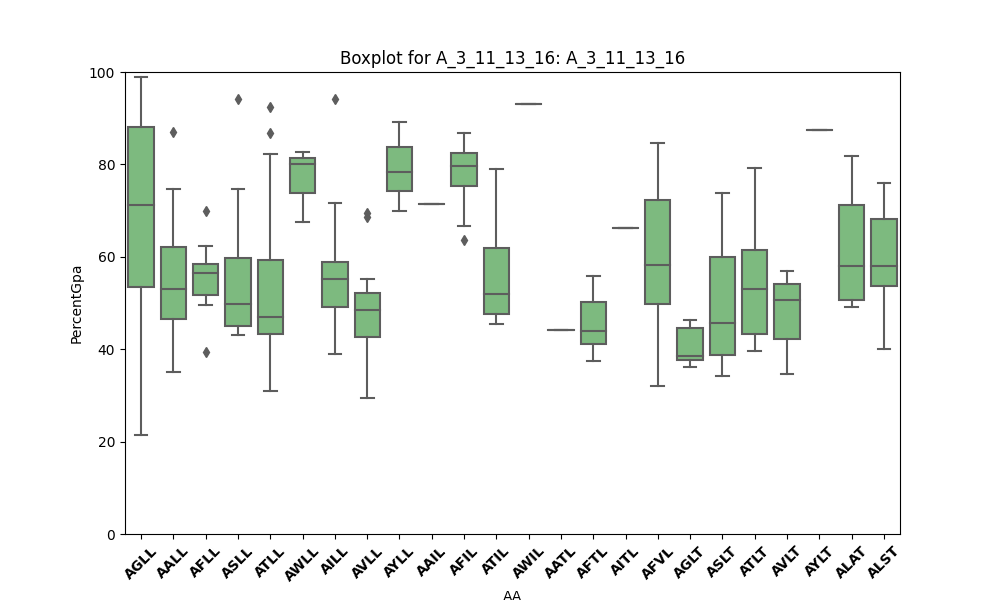 Boxplot for A_3_11_13_16: A_3_11_13_16
100
80
60
40
20
0
PercentGpa
AGLL AALL AFLL ASLL ATLL AWLL AILL AVLL AYLL AAIL AFIL ATIL AWIL AATL AFTL AITL AFVL AGLT ASLT ATLT AVLT AYLT ALAT ALST
AA